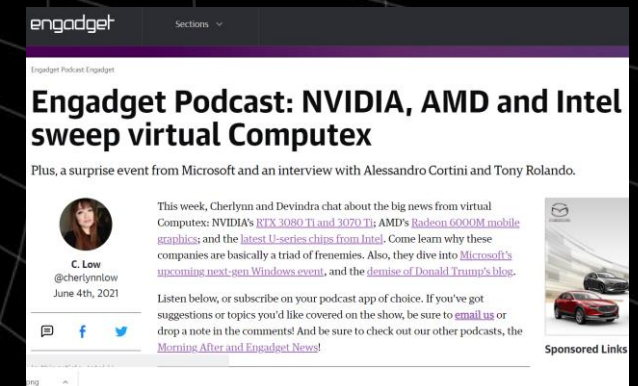 engadget
Sections
Engadget Podcast Engadget
Engadget Podcast: NVIDIA, AMD and Intel
sweep virtual Computex
Plus, a surprise event from Microsoft and an interview with Alessandro Cortini and Tony Rolando.
C. Low
@cherlynnlow
June 4th, 2021
This week, Cherlynn and Devindra chat about the big news from virtual
Computex: NVIDIA's RTX 3080 Ti and 3070 Ti; AMD's Radeon 6000M mobile
graphics; and the latest U-series chips from Intel. Come learn why these
companies are basically a triad of frenemies. Also, they dive into Microsoft's
upcoming next-gen Windows event, and the demise of Donald Trump's blog.
Listen below, or subscribe on your podcast app of choice. If you've got
suggestions or topics you'd like covered on the show, be sure to email us or
drop a note in the comments! And be sure to check out our other podcasts, the
Morning After and Engadget News!
Sponsored Links
png